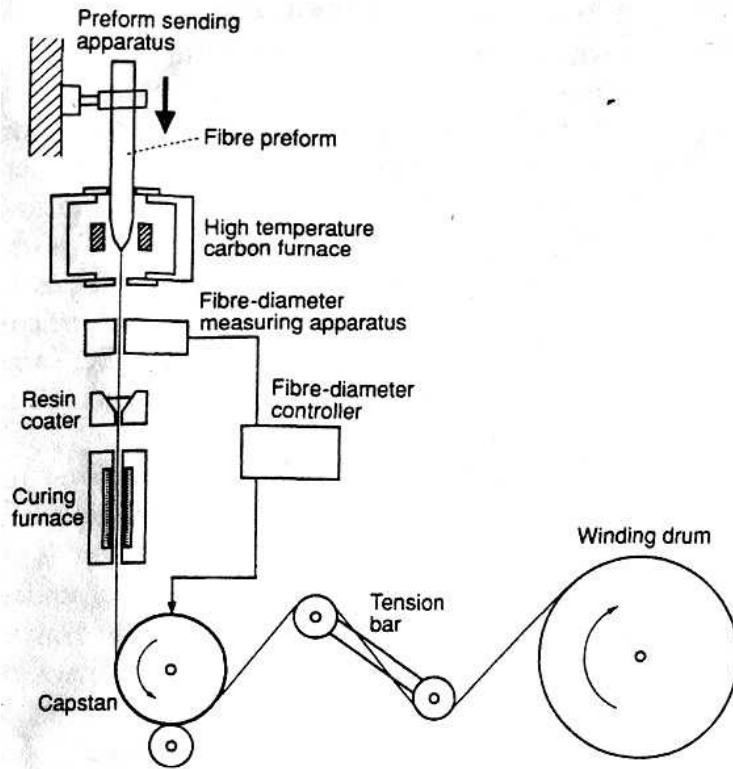 Preform sending
apparatus
Fibre preform
High temperature
carbon furnace
Fibre-diameter
measuring apparatus
Resin
coater
Fibre-diameter
controller
Curing
furnace
Winding drum
Tension
bar
Capstan